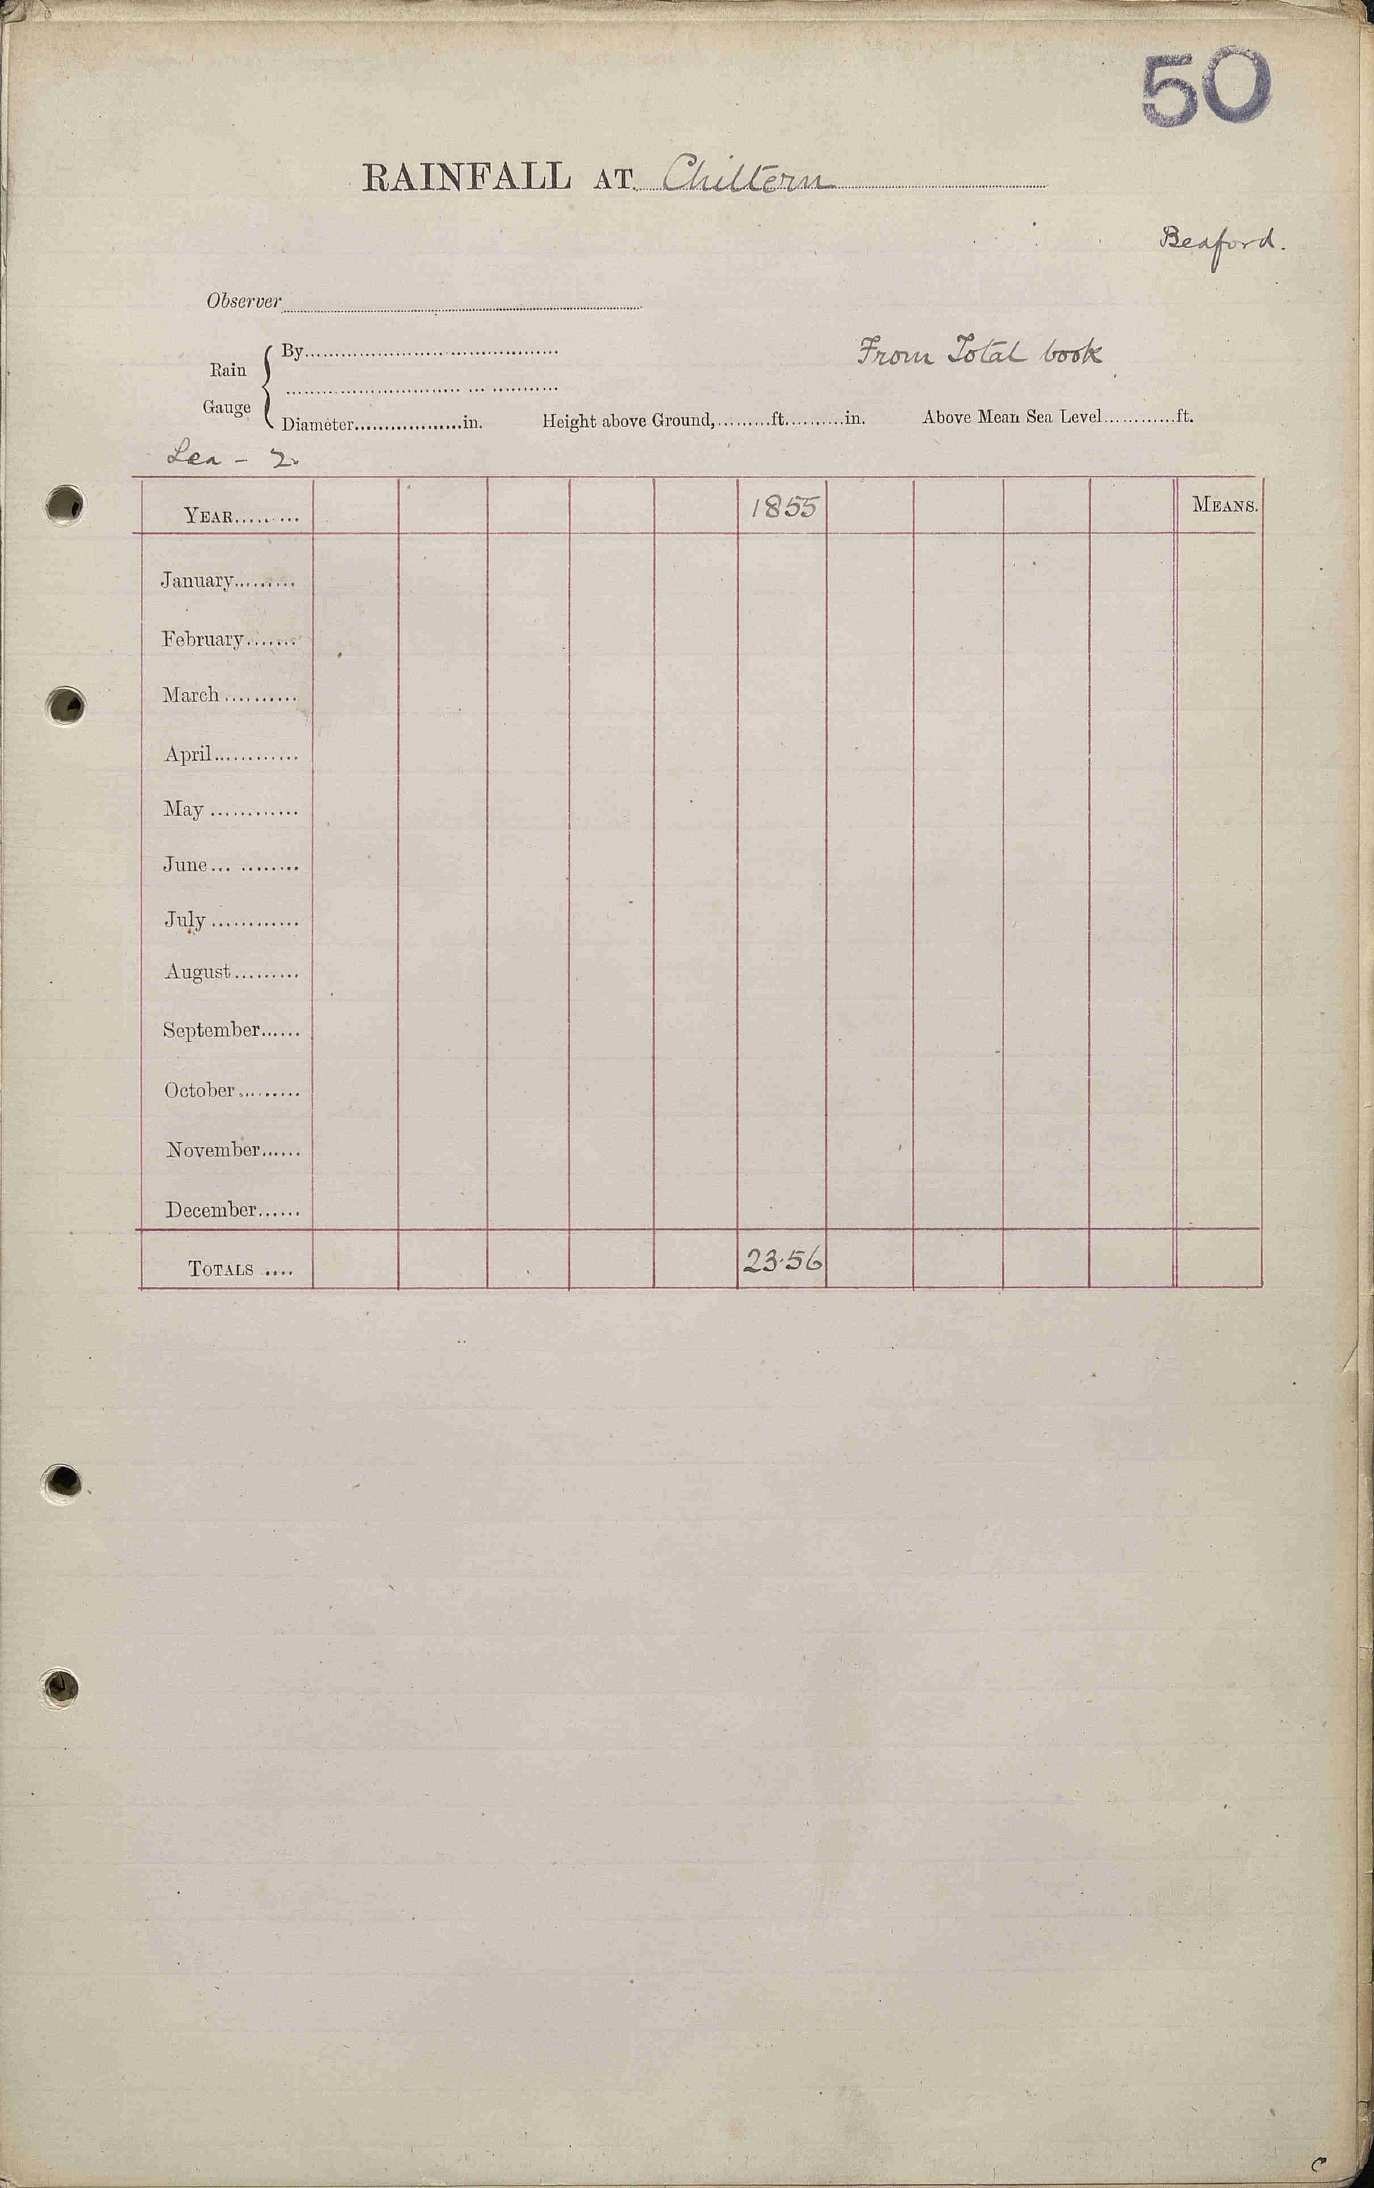 50
RAINFALL AT Chiltern
Bedford.
Observer
Rain Gauge
By
From Total book
Diameter in. Height above Ground, ft. in. Above Mean Sea Level ft.
Lea - 2.
YEAR 1855 MEANS.
January
February
March
April
May
June
July
August
September
October
November
December
TOTALS 23.56